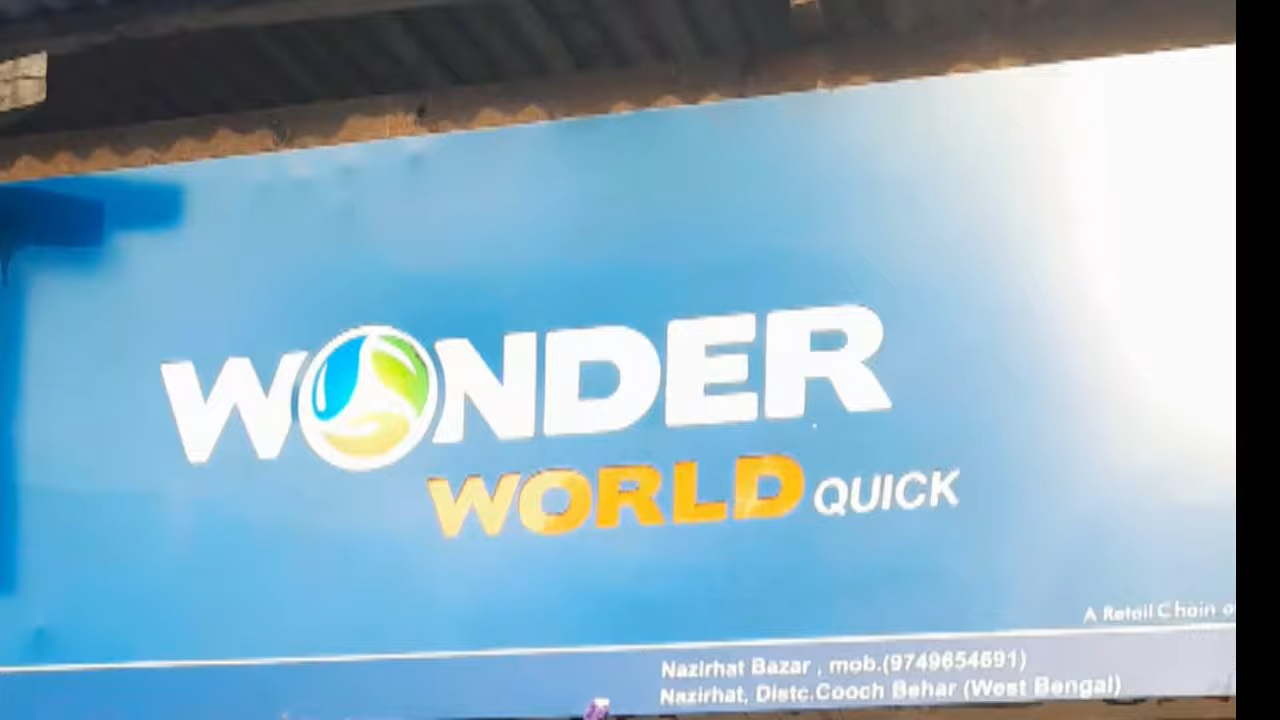 WONDER
WORLD QUICK
A Retail Chain
Nazirhat Bazar , mob.(9749654691)
Nazirhat, Distc.Cooch Behar (West Bengal)